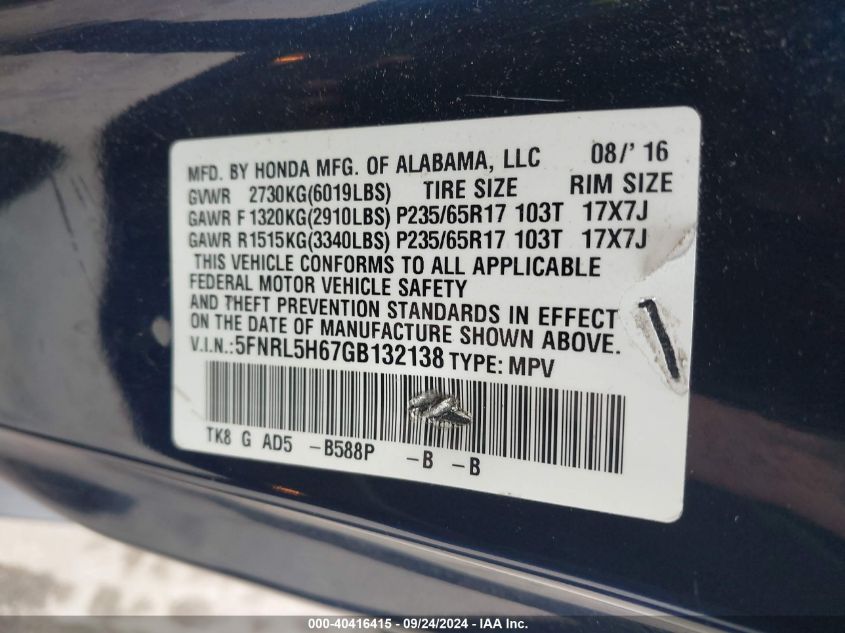 MFD. BY HONDA MFG. OF ALABAMA, LLC 08/' 16
GVWR 2730KG(6019LBS) TIRE SIZE RIM SIZE
GAWR F 1320KG(2910LBS) P235/65R17 103T 17X7J
GAWR R1515KG(3340LBS) P235/65R17 103T 17X7J
THIS VEHICLE CONFORMS TO ALL APPLICABLE
FEDERAL MOTOR VEHICLE SAFETY
AND THEFT PREVENTION STANDARDS IN EFFECT
ON THE DATE OF MANUFACTURE SHOWN ABOVE.
V.I.N.:5FNRL5H67GB132138 TYPE: MPV
TK8 G AD5 -B588P -B -B
000-40416415 - 09/24/2024 - IAAI.com